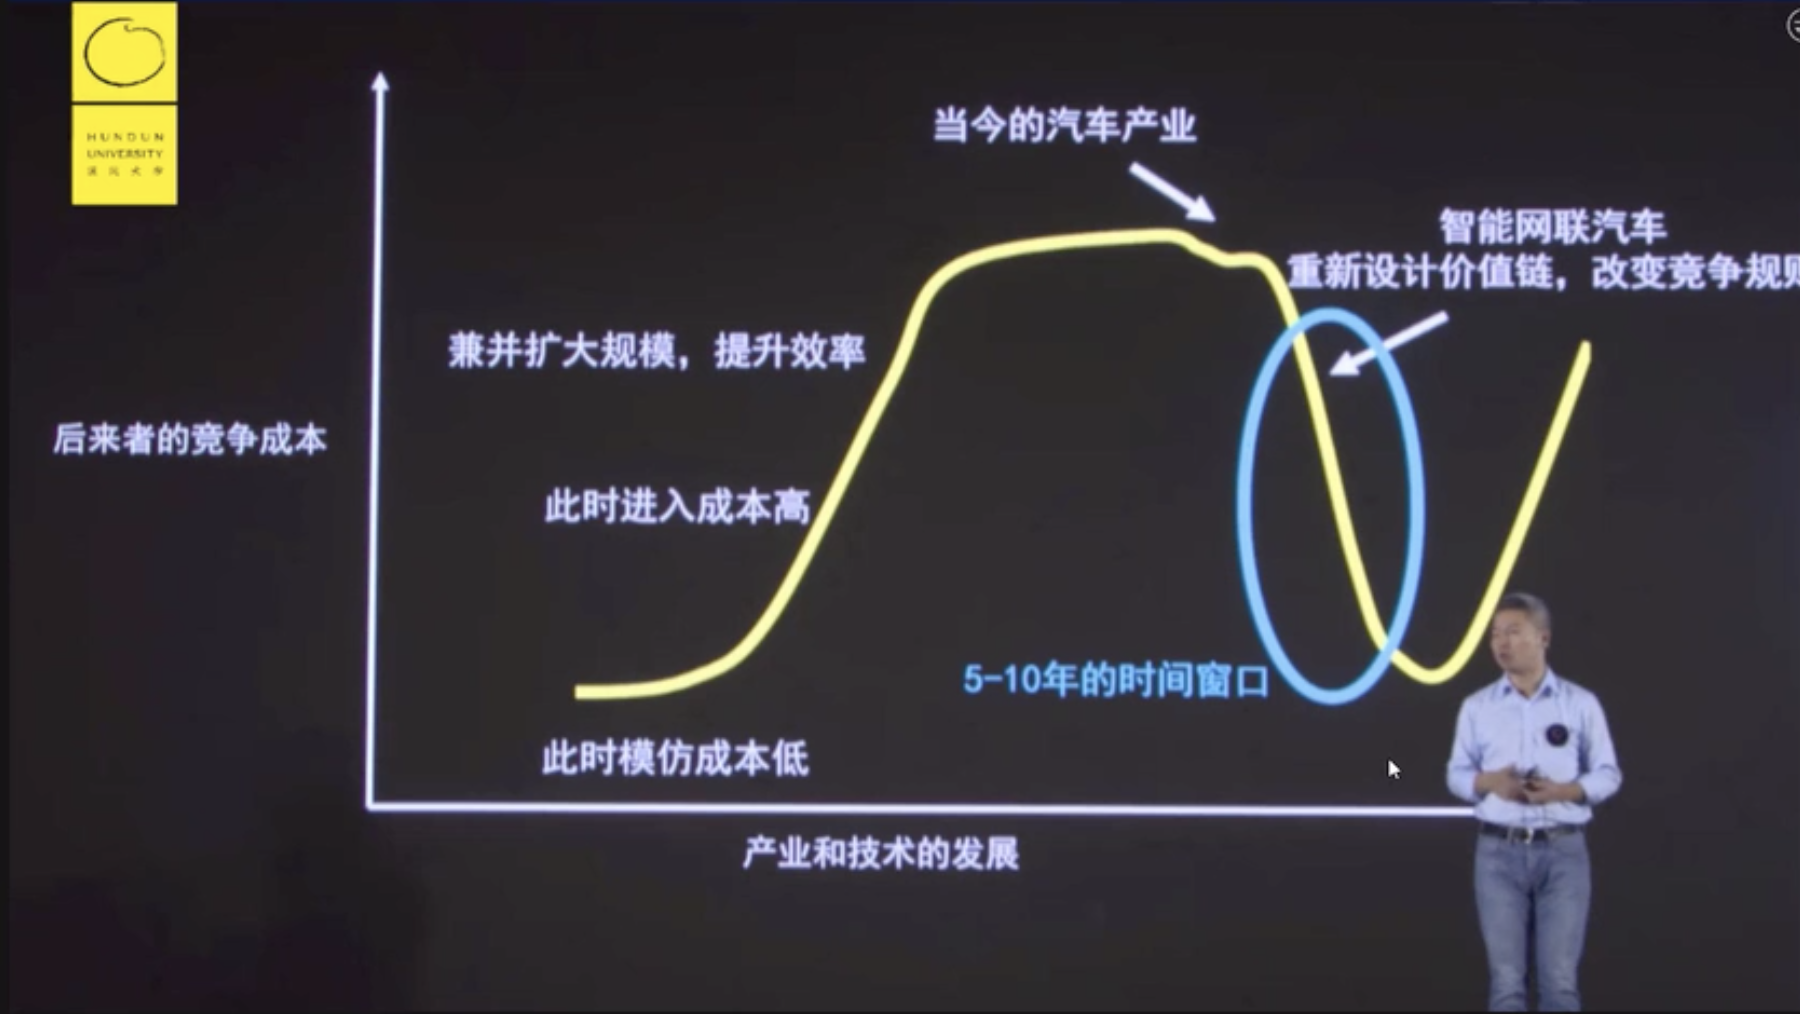 HUNDUN
UNIVERSITY
混沌大学
当今的汽车产业
智能网联汽车
重新设计价值链，改变竞争规则
兼并扩大规模，提升效率
后来者的竞争成本
此时进入成本高
5-10年的时间窗口
此时模仿成本低
产业和技术的发展